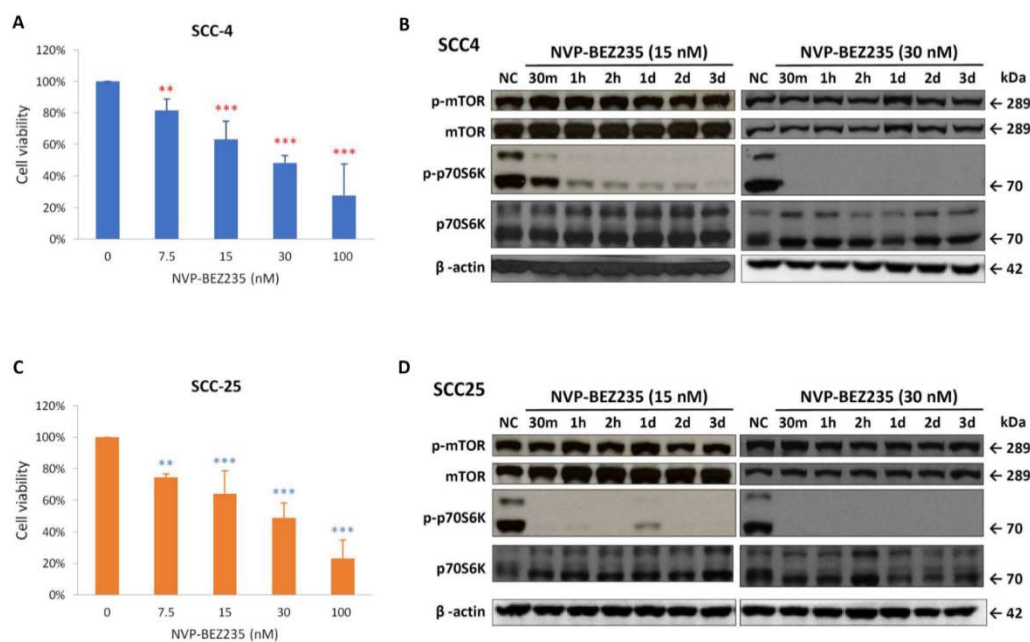 A
SCC-4
Cell viability
120%
100%
80%
60%
40%
20%
0%
** *** *** ***
0 7.5 15 30 100
NVP-BEZ235 (nM)
B
SCC4
NVP-BEZ235 (15 nM) NVP-BEZ235 (30 nM)
NC 30m 1h 2h 1d 2d 3d NC 30m 1h 2h 1d 2d 3d kDa
p-mTOR ← 289
mTOR ← 289
p-p70S6K ← 70
p70S6K ← 70
β -actin ← 42
C
SCC-25
Cell viability
120%
100%
80%
60%
40%
20%
0%
** *** *** ***
0 7.5 15 30 100
NVP-BEZ235 (nM)
D
SCC25
NVP-BEZ235 (15 nM) NVP-BEZ235 (30 nM)
NC 30m 1h 2h 1d 2d 3d NC 30m 1h 2h 1d 2d 3d kDa
p-mTOR ← 289
mTOR ← 289
p-p70S6K ← 70
p70S6K ← 70
β -actin ← 42